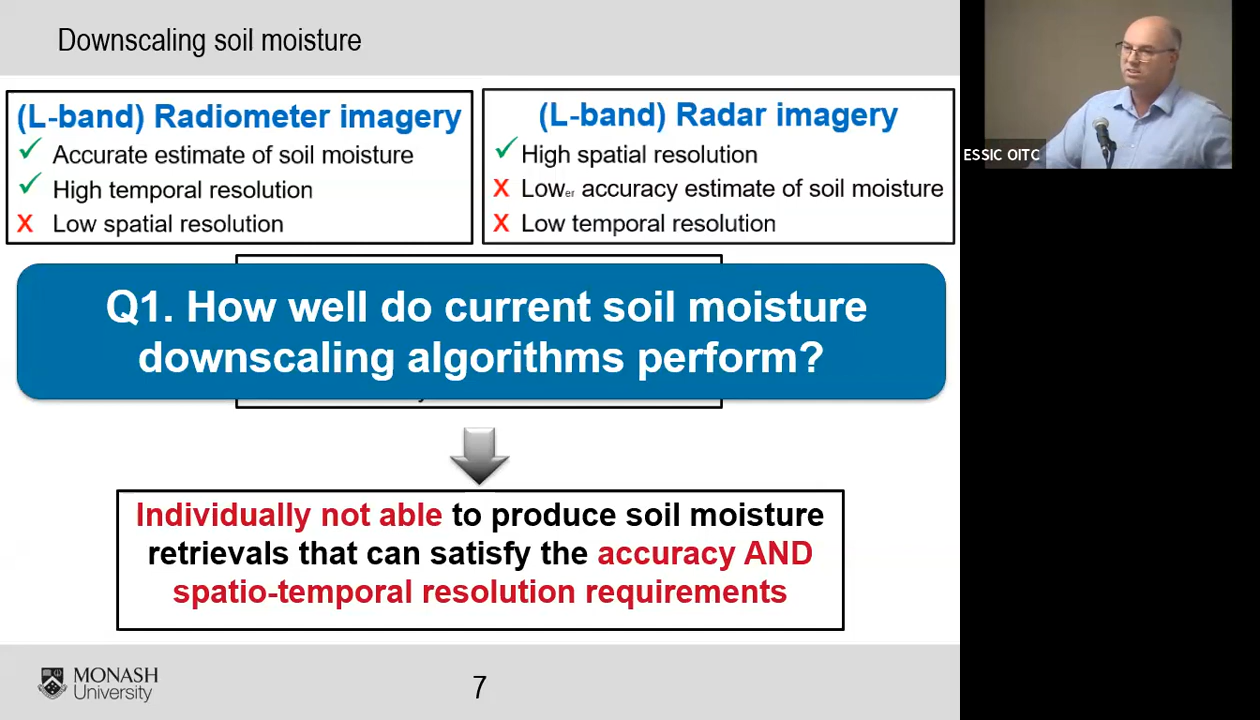 Downscaling soil moisture
(L-band) Radiometer imagery
✓ Accurate estimate of soil moisture
✓ High temporal resolution
X Low spatial resolution
(L-band) Radar imagery
✓ High spatial resolution
X Lower accuracy estimate of soil moisture
X Low temporal resolution
ESSIC OITC
Q1. How well do current soil moisture
downscaling algorithms perform?
Individually not able to produce soil moisture
retrievals that can satisfy the accuracy AND
spatio-temporal resolution requirements
MONASH
University
7